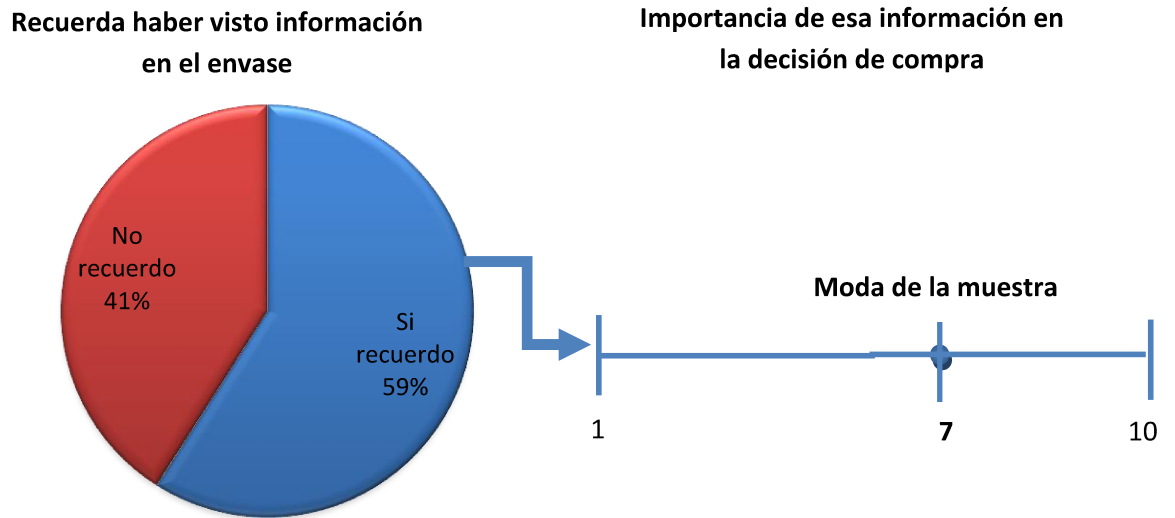 Recuerda haber visto información
en el envase
No
recuerdo
41%
Si
recuerdo
59%
Importancia de esa información en
la decisión de compra
Moda de la muestra
1
7
10